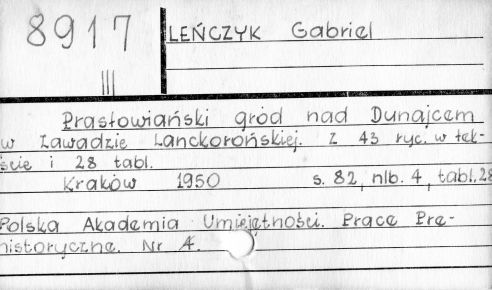 8917
LEŃCZYK Gabriel
III
Prasłowiański gród nad Dunajcem
w Zawadzie Lanckorońskiej. Z 43 ryc. w tek-
ście i 28 tabl.
Kraków 1950 s. 82, nlb. 4, tabl. 28
Polska Akademia Umiejętności. Prace Pre-
historyczne. Nr 4.